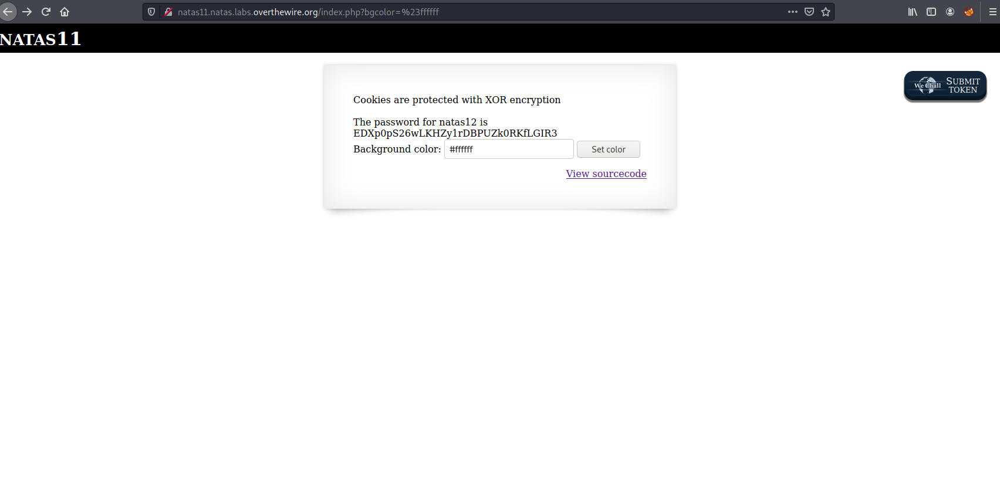 natas11.natas.labs.overthewire.org/index.php?bgcolor=%23ffffff
NATAS11
We Chall
SUBMIT
TOKEN
Cookies are protected with XOR encryption
The password for natas12 is
EDXp0pS26wLKHZy1rDBPUZk0RKfLGIR3
Background color: #ffffff Set color
View sourcecode